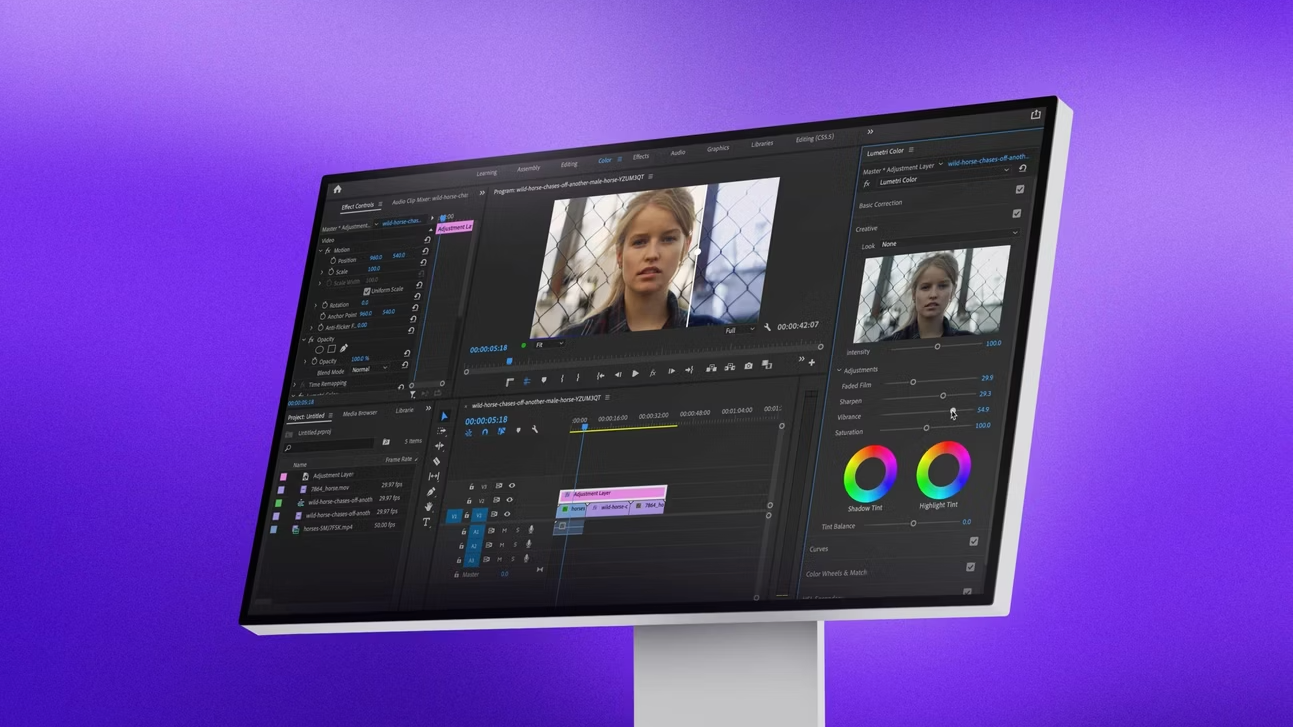 Learning
Assembly
Editing
Color
Effects
Audio
Graphics
Libraries
Editing (CS5.5)
Effect Controls
Audio Clip Mixer: wild-horse-chas
Master * Adjustment...
wild-horse-chas...
:00
Adjustment La
Video
fx Motion
Position 960.0 540.0
Scale 100.0
Scale Width 100.0
Uniform Scale
Rotation 0.0
Anchor Point 960.0 540.0
Anti-flicker F.. 0.00
fx Opacity
Opacity 100.0 %
Blend Mode Normal
Time Remapping
00:00:05:18
Program: wild-horse-chases-off-another-male-horse-YZUM3QT
00:00:05:18
Fit
Full
00:00:42:07
Project: Untitled
Media Browser
Librarie
Untitled.prproj
5 Items
Name
Frame Rate
Adjustment Layer
7864_horse.mov 29.97 fps
wild-horse-chases-off-anoth 29.97 fps
wild-horse-chases-off-anoth 29.97 fps
horses-SMJ7F5K.mp4 50.00 fps
wild-horse-chases-off-another-male-horse-YZUM3QT
00:00:05:18
:00:00
00:00:16:00
00:00:32:00
00:00:48:00
00:01:04:00
00:01:
V3
V2
V1 V1
A1 M S
A2 M S
A3 M S
Master 0.0
fx Adjustment Layer
horses
wild-horse-c
7864_ho
Lumetri Color
Master * Adjustment Layer
wild-horse-chases-off-anoth..
fx Lumetri Color
Basic Correction
Creative
Look None
Intensity 100.0
Adjustments
Faded Film 29.9
Sharpen 29.3
Vibrance 54.9
Saturation 100.0
Shadow Tint
Highlight Tint
Tint Balance 0.0
Curves
Color Wheels & Match